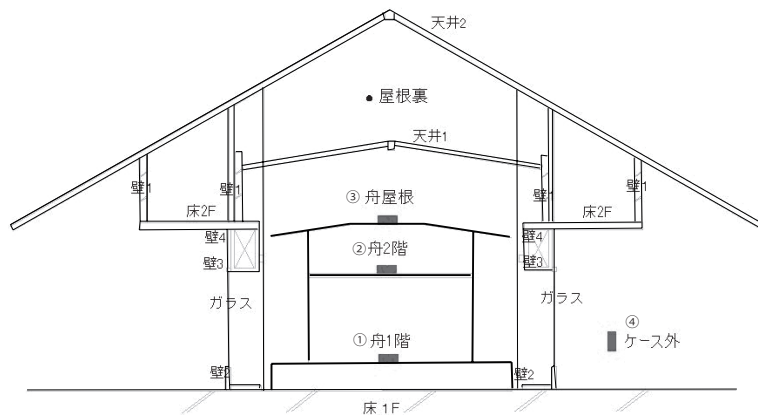 天井2
●屋根裏
天井1
壁1
壁1
壁1
壁1
③ 舟屋根
床2F
床2F
壁4
壁4
②舟2階
壁3
壁3
ガラス
ガラス
④
ケース外
①舟1階
壁2
壁2
床 1F